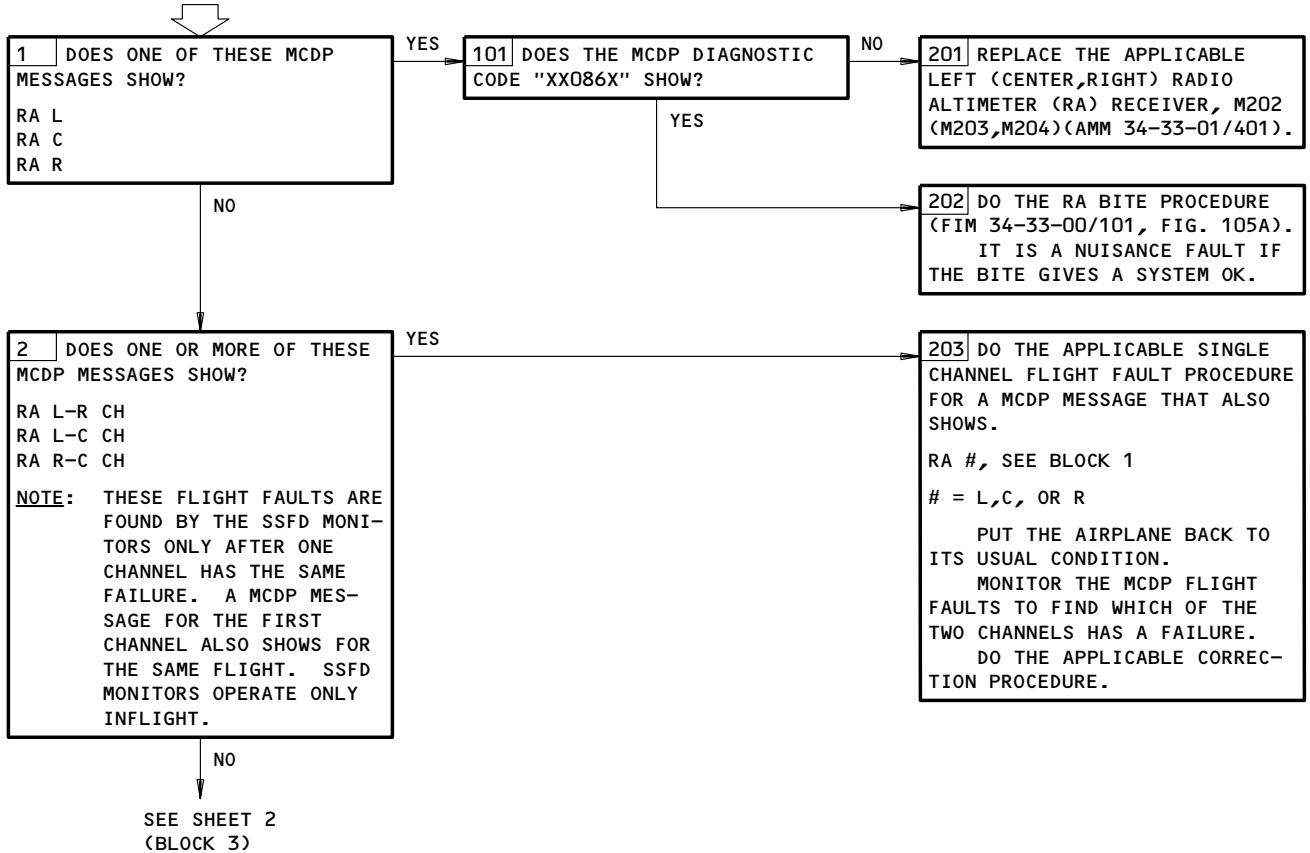 1 DOES ONE OF THESE MCDP
MESSAGES SHOW?
RA L
RA C
RA R
YES
101 DOES THE MCDP DIAGNOSTIC
CODE "XX086X" SHOW?
NO
201 REPLACE THE APPLICABLE
LEFT (CENTER,RIGHT) RADIO
ALTIMETER (RA) RECEIVER, M202
(M203,M204)(AMM 34-33-01/401).
YES
202 DO THE RA BITE PROCEDURE
(FIM 34-33-00/101, FIG. 105A).
IT IS A NUISANCE FAULT IF
THE BITE GIVES A SYSTEM OK.
NO
2 DOES ONE OR MORE OF THESE
MCDP MESSAGES SHOW?
RA L-R CH
RA L-C CH
RA R-C CH
NOTE: THESE FLIGHT FAULTS ARE
FOUND BY THE SSFD MONI-
TORS ONLY AFTER ONE
CHANNEL HAS THE SAME
FAILURE. A MCDP MES-
SAGE FOR THE FIRST
CHANNEL ALSO SHOWS FOR
THE SAME FLIGHT. SSFD
MONITORS OPERATE ONLY
INFLIGHT.
YES
203 DO THE APPLICABLE SINGLE
CHANNEL FLIGHT FAULT PROCEDURE
FOR A MCDP MESSAGE THAT ALSO
SHOWS.
RA #, SEE BLOCK 1
# = L,C, OR R
PUT THE AIRPLANE BACK TO
ITS USUAL CONDITION.
MONITOR THE MCDP FLIGHT
FAULTS TO FIND WHICH OF THE
TWO CHANNELS HAS A FAILURE.
DO THE APPLICABLE CORREC-
TION PROCEDURE.
NO
SEE SHEET 2
(BLOCK 3)